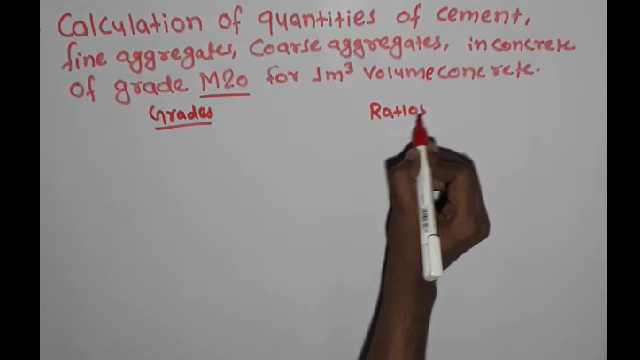 Calculation of quantities of cement,
fine aggregates, Coarse aggregates, in concrete
of grade M20 for 1m³ volume concrete.
Grades Ratios